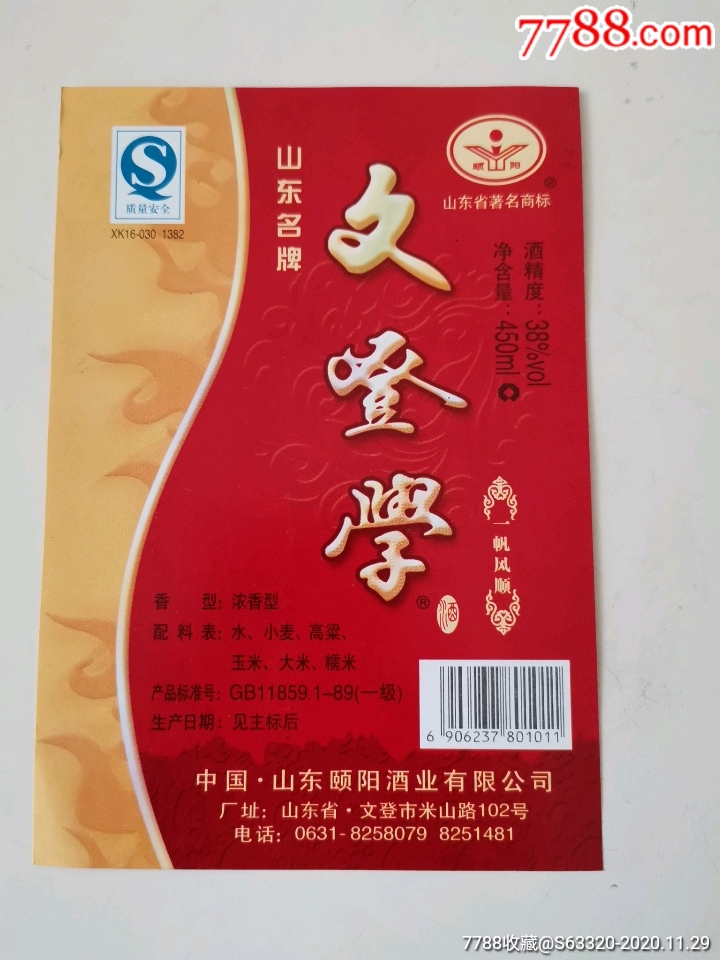 7788.com
质量安全
XK16-030 1382
山东名牌
文登学
®
酒
颐
阳
®
山东省著名商标
酒精度：38%vol
净含量：450ml
一帆风顺
香 型: 浓香型
配 料 表: 水、小麦、高粱、
玉米、大米、糯米
产品标准号: GB11859.1-89(一级)
生产日期: 见主标后
6 906237 801011
中国·山东颐阳酒业有限公司
厂址: 山东省·文登市米山路102号
电话: 0631-8258079 8251481
7788收藏@S63320-2020.11.29